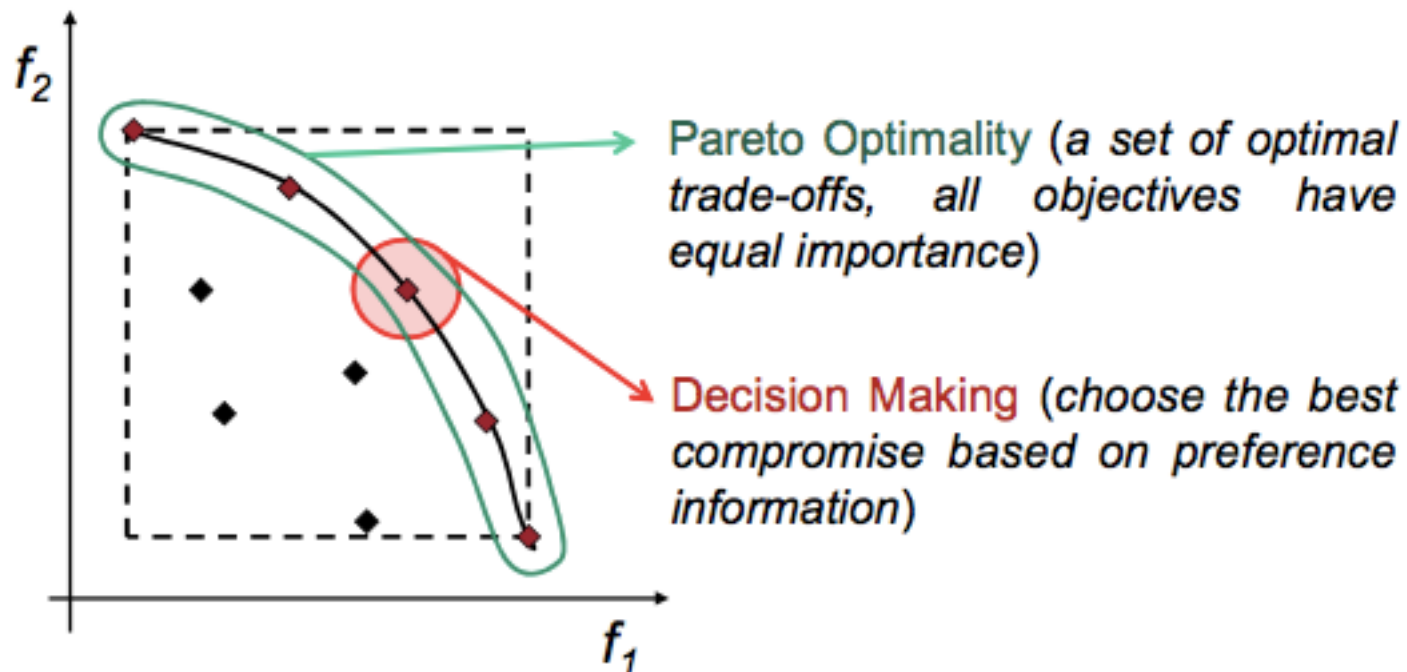 f2
Pareto Optimality (a set of optimal
trade-offs, all objectives have
equal importance)
Decision Making (choose the best
compromise based on preference
information)
f1